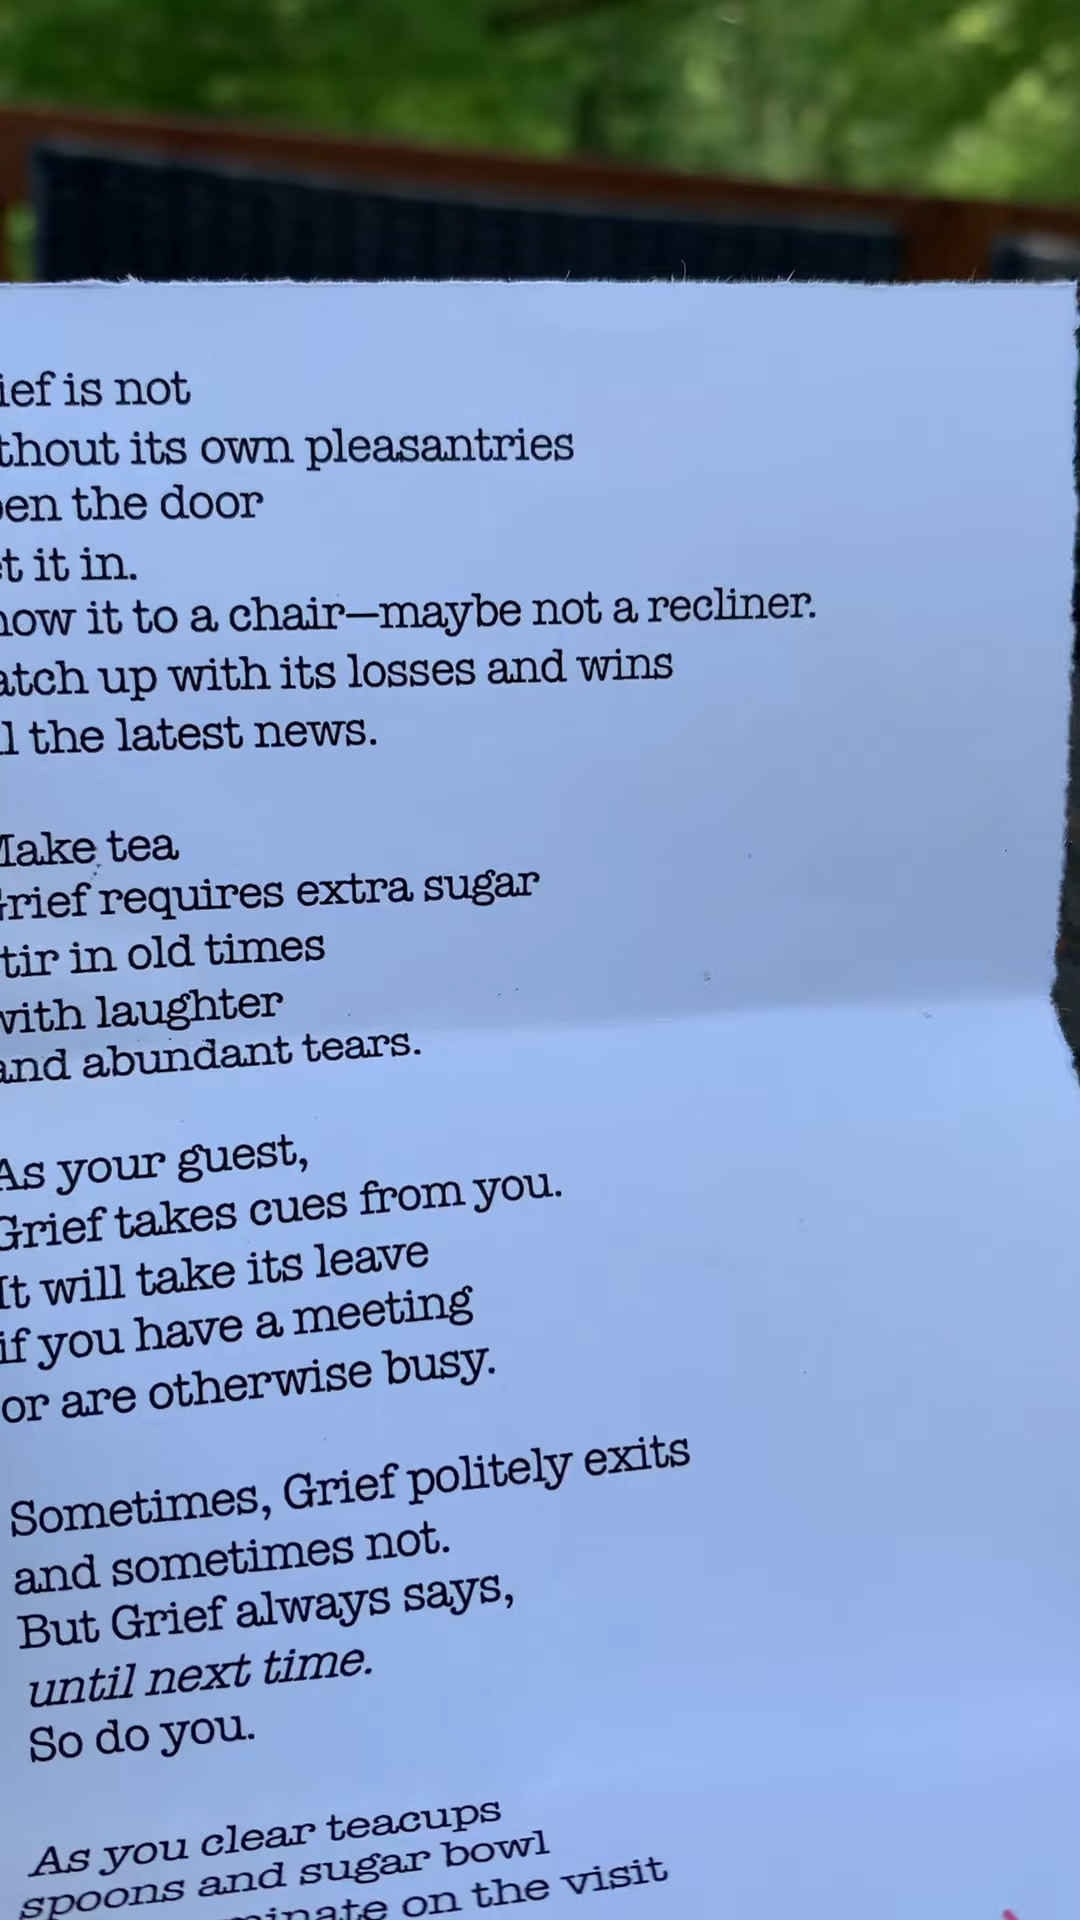 ief is not
thout its own pleasantries
en the door
t it in.
how it to a chair—maybe not a recliner.
atch up with its losses and wins
l the latest news.
Make tea
Grief requires extra sugar
tir in old times
with laughter
and abundant tears.
As your guest,
Grief takes cues from you.
It will take its leave
if you have a meeting
or are otherwise busy.
Sometimes, Grief politely exits
and sometimes not.
But Grief always says,
until next time.
So do you.
As you clear teacups
spoons and sugar bowl
on the visit